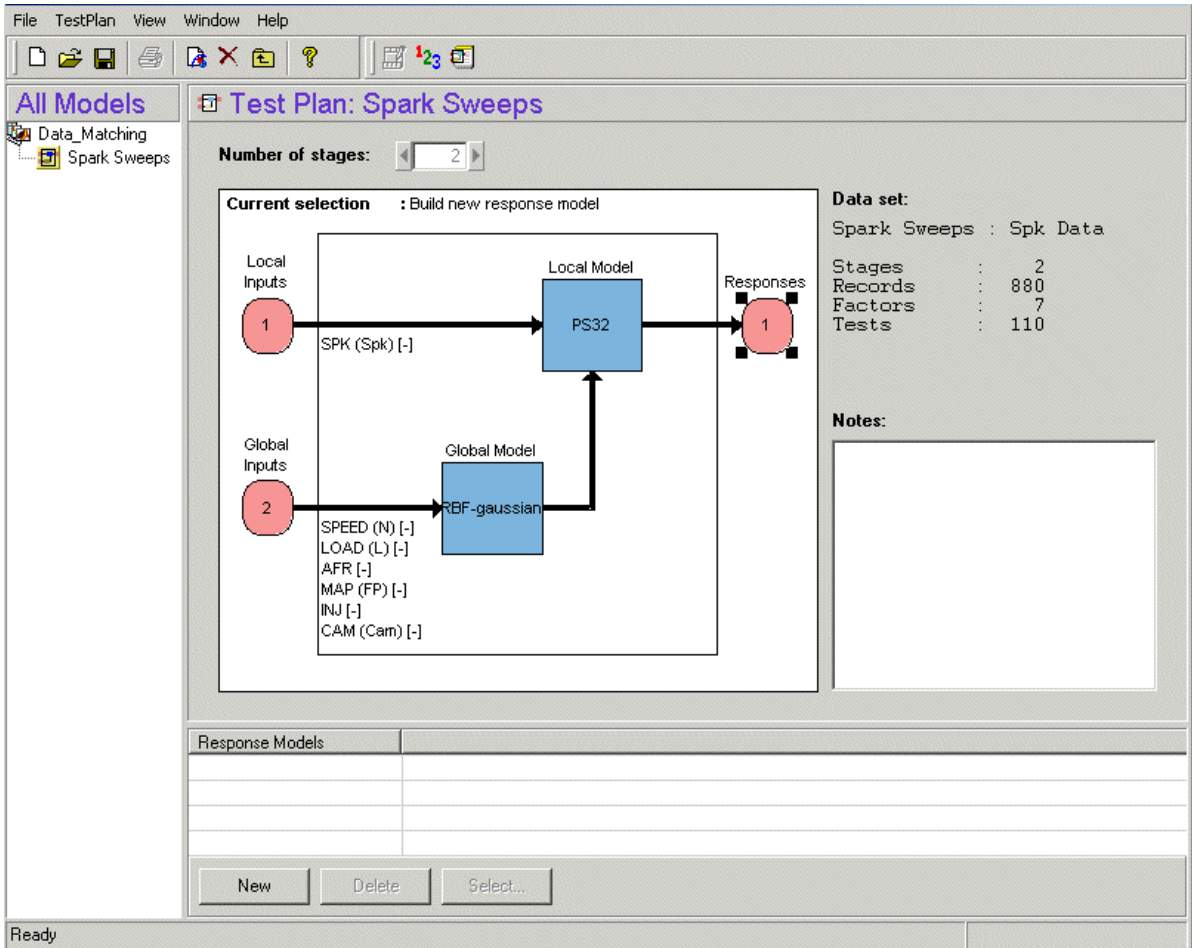 File TestPlan View Window Help
123
All Models
Data_Matching
Spark Sweeps
Test Plan: Spark Sweeps
Number of stages: 2
Current selection : Build new response model
Local
Inputs
1
SPK (Spk) [-]
Local Model
PS32
Responses
1
Global
Inputs
2
SPEED (N) [-]
LOAD (L) [-]
AFR [-]
MAP (FP) [-]
INJ [-]
CAM (Cam) [-]
Global Model
RBF-gaussian
Data set:
Spark Sweeps : Spk Data
Stages : 2
Records : 880
Factors : 7
Tests : 110
Notes:
Response Models
New Delete Select...
Ready